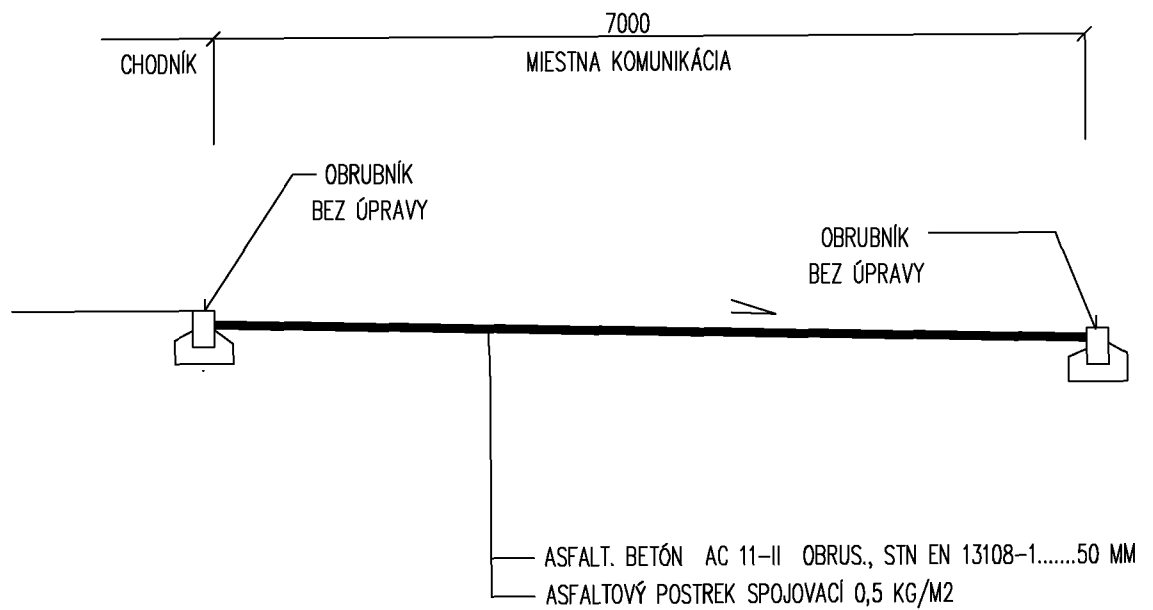 7000
CHODNÍK
MIESTNA KOMUNIKÁCIA
OBRUBNÍK
BEZ ÚPRAVY
OBRUBNÍK
BEZ ÚPRAVY
ASFALT. BETÓN AC 11-II OBRUS., STN EN 13108-1.......50 MM
ASFALTOVÝ POSTREK SPOJOVACÍ 0,5 KG/M2